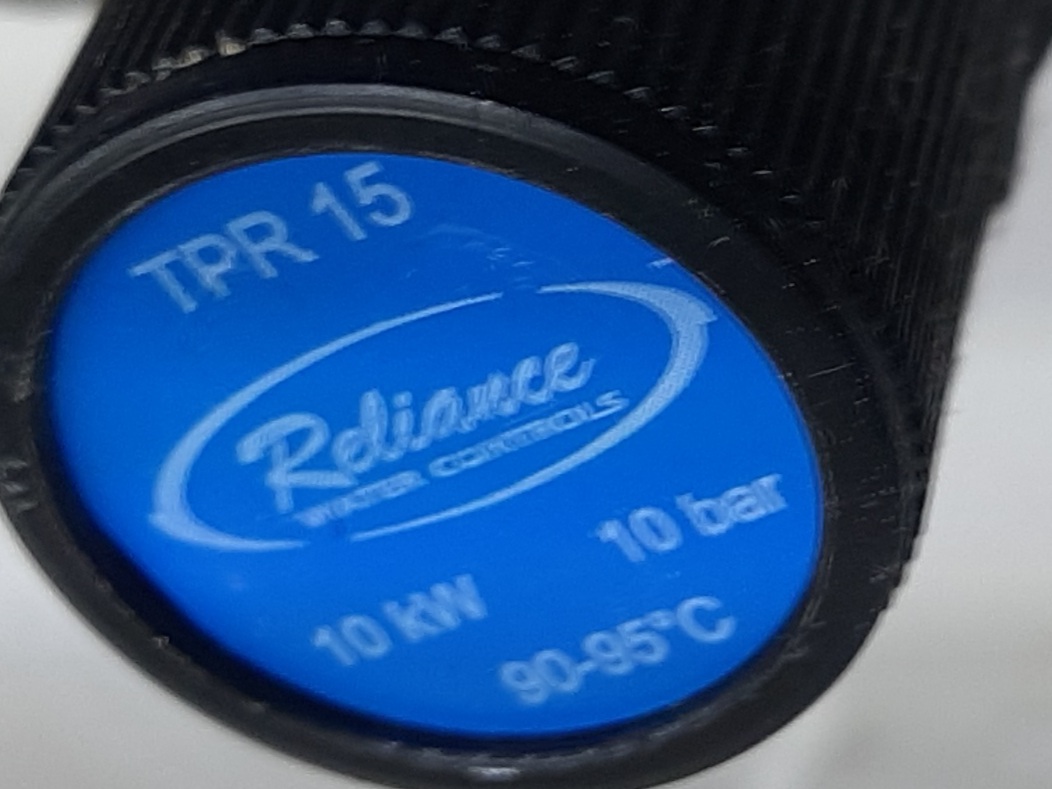 TPR 15
Reliance
WATER CONTROLS
10 bar
10 kW
90-95°C